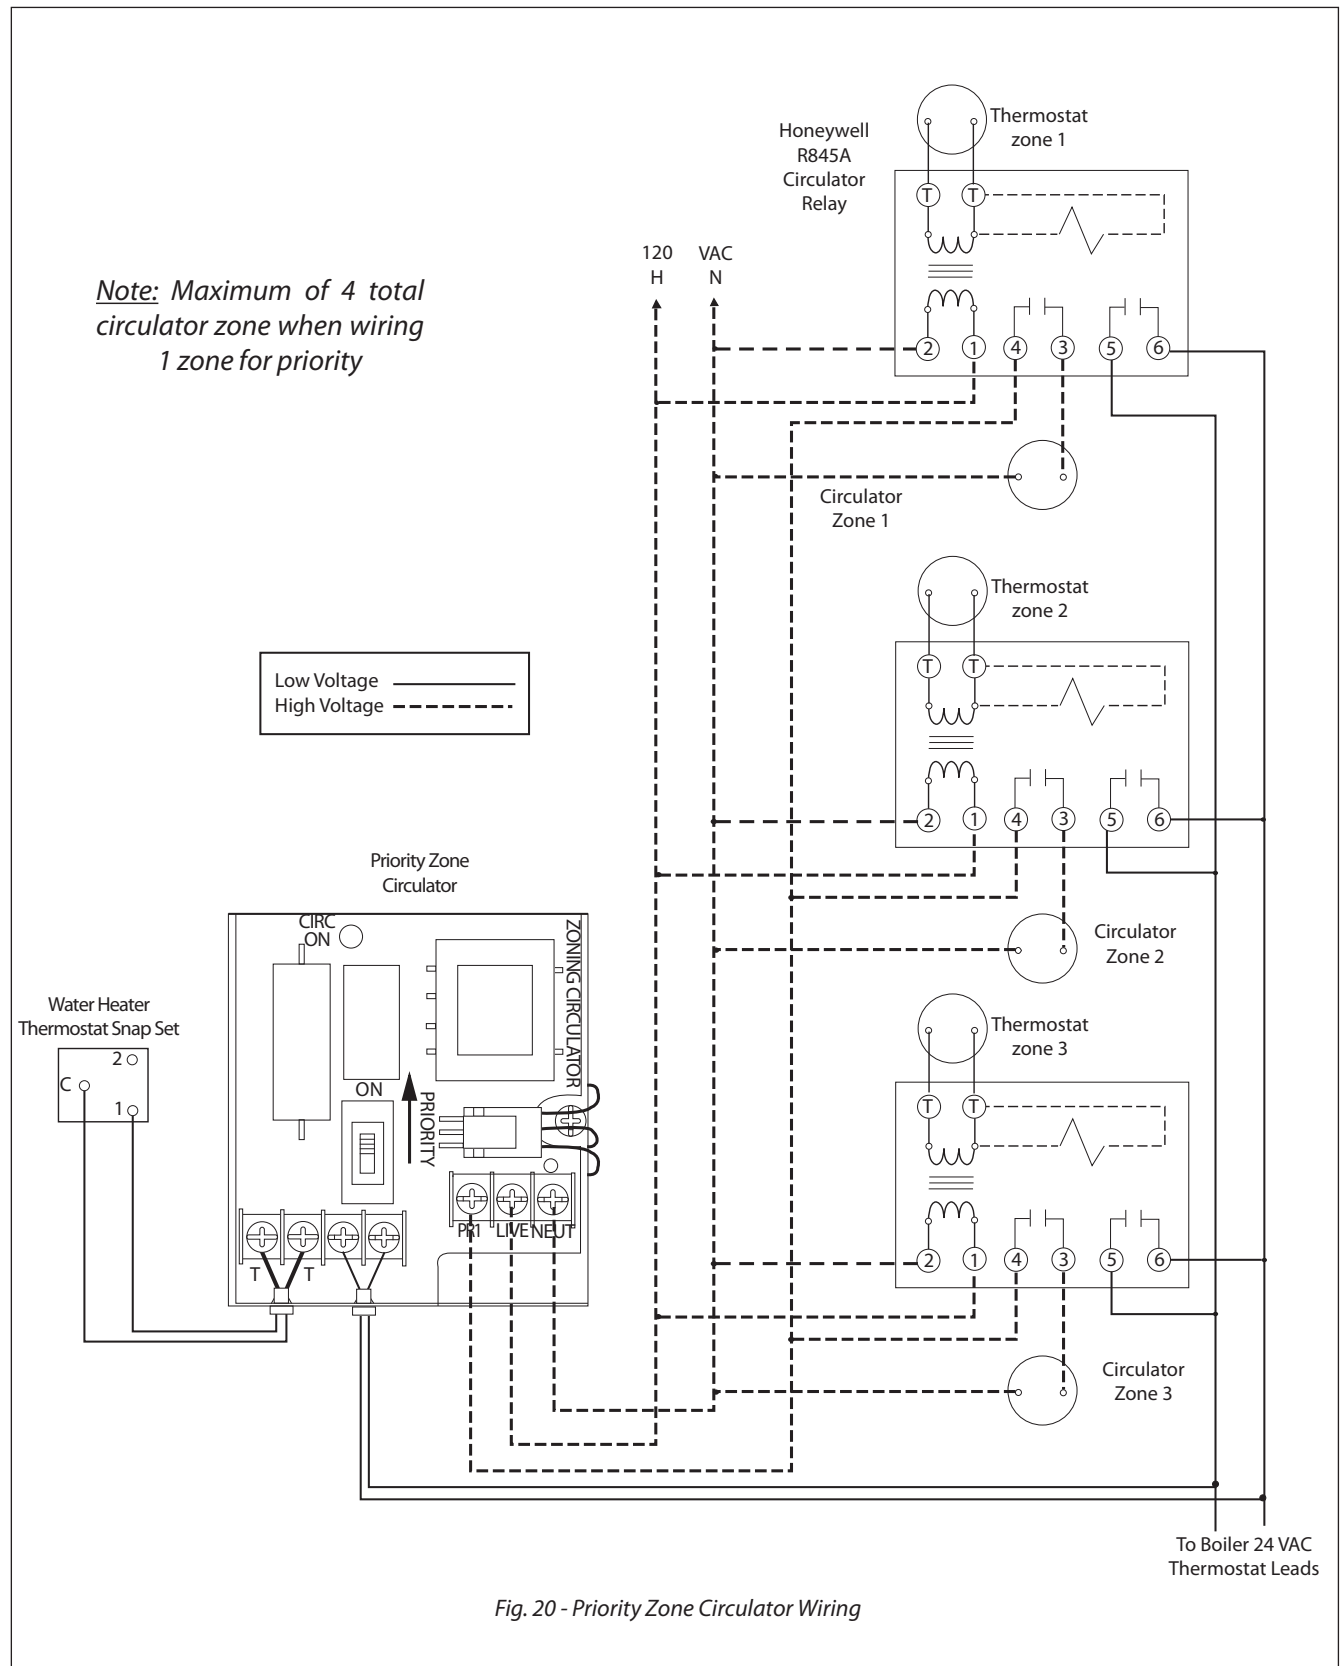 Thermostat
zone 1
Honeywell
R845A
Circulator
Relay
T T
120 VAC
H N
Note: Maximum of 4 total
circulator zone when wiring
1 zone for priority
2 1 4 3 5 6
Circulator
Zone 1
Thermostat
zone 2
T T
Low Voltage
High Voltage
2 1 4 3 5 6
Priority Zone
Circulator
Circulator
Zone 2
CIRC
ON
ZONING CIRCULATOR
Water Heater
Thermostat Snap Set
2
C
1
ON
PRIORITY
Thermostat
zone 3
T T
PR1 LIVE NEUT
T T
2 1 4 3 5 6
Circulator
Zone 3
To Boiler 24 VAC
Thermostat Leads
Fig. 20 - Priority Zone Circulator Wiring